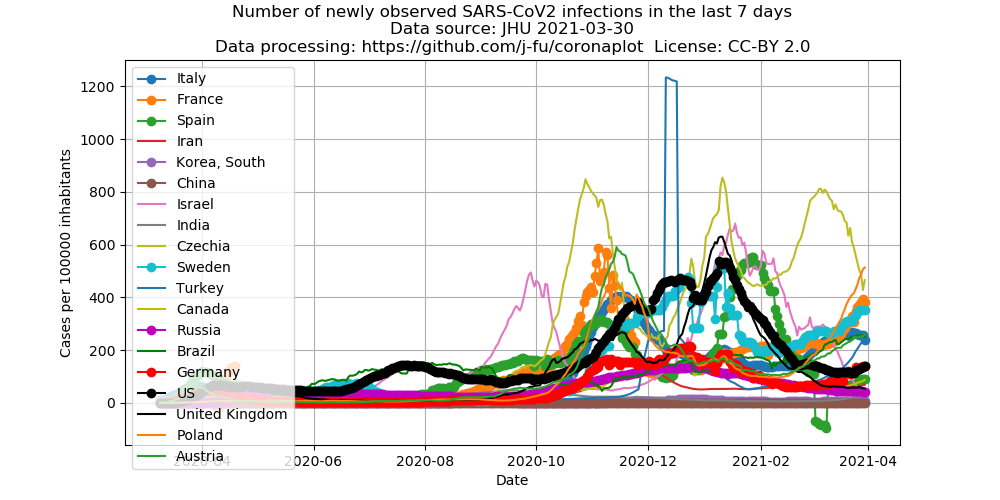 Number of newly observed SARS-CoV2 infections in the last 7 days
Data source: JHU 2021-03-30
Data processing: https://github.com/j-fu/coronaplot  License: CC-BY 2.0
Cases per 100000 inhabitants
1200
1000
800
600
400
200
0
Italy
France
Spain
Iran
Korea, South
China
Israel
India
Czechia
Sweden
Turkey
Canada
Russia
Brazil
Germany
US
United Kingdom
Poland
Austria
2020-04
2020-06
2020-08
2020-10
2020-12
2021-02
2021-04
Date